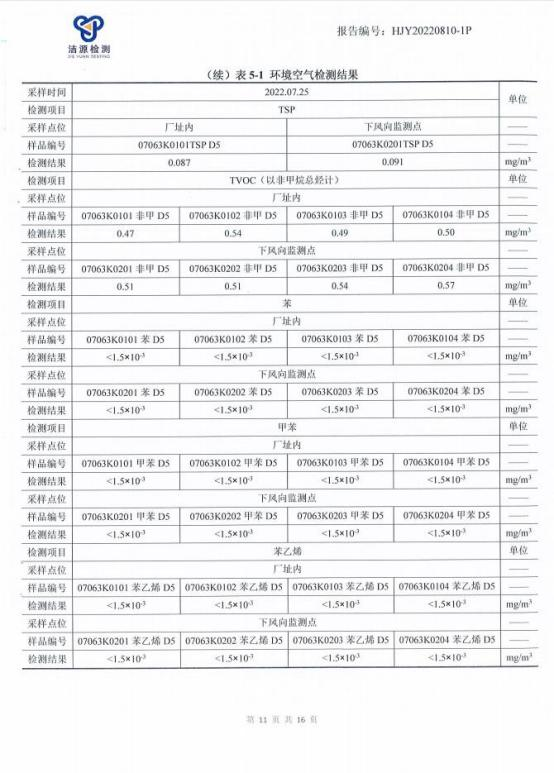 洁源检测
JIE YUAN DEEPING
报告编号：HJY20220810-1P
（续）表 5-1 环境空气检测结果
采样时间 2022.07.25 单位
检测项目 TSP
采样点位 厂址内 下风向监测点 ——
样品编号 07063K0101TSP D5 07063K0201TSP D5 ——
检测结果 0.087 0.091 mg/m³
检测项目 TVOC（以非甲烷总烃计） 单位
采样点位 厂址内 ——
样品编号 07063K0101 非甲 D5 07063K0102 非甲 D5 07063K0103 非甲 D5 07063K0104 非甲 D5 ——
检测结果 0.47 0.54 0.49 0.50 mg/m³
采样点位 下风向监测点 ——
样品编号 07063K0201 非甲 D5 07063K0202 非甲 D5 07063K0203 非甲 D5 07063K0204 非甲 D5 ——
检测结果 0.51 0.51 0.54 0.57 mg/m³
检测项目 苯 单位
采样点位 厂址内 ——
样品编号 07063K0101 苯 D5 07063K0102 苯 D5 07063K0103 苯 D5 07063K0104 苯 D5 ——
检测结果 <1.5×10⁻³ <1.5×10⁻³ <1.5×10⁻³ <1.5×10⁻³ mg/m³
采样点位 下风向监测点 ——
样品编号 07063K0201 苯 D5 07063K0202 苯 D5 07063K0203 苯 D5 07063K0204 苯 D5 ——
检测结果 <1.5×10⁻³ <1.5×10⁻³ <1.5×10⁻³ <1.5×10⁻³ mg/m³
检测项目 甲苯 单位
采样点位 厂址内 ——
样品编号 07063K0101 甲苯 D5 07063K0102 甲苯 D5 07063K0103 甲苯 D5 07063K0104 甲苯 D5 ——
检测结果 <1.5×10⁻³ <1.5×10⁻³ <1.5×10⁻³ <1.5×10⁻³ mg/m³
采样点位 下风向监测点 ——
样品编号 07063K0201 甲苯 D5 07063K0202 甲苯 D5 07063K0203 甲苯 D5 07063K0204 甲苯 D5 ——
检测结果 <1.5×10⁻³ <1.5×10⁻³ <1.5×10⁻³ <1.5×10⁻³ mg/m³
检测项目 苯乙烯 单位
采样点位 厂址内 ——
样品编号 07063K0101 苯乙烯 D5 07063K0102 苯乙烯 D5 07063K0103 苯乙烯 D5 07063K0104 苯乙烯 D5 ——
检测结果 <1.5×10⁻³ <1.5×10⁻³ <1.5×10⁻³ <1.5×10⁻³ mg/m³
采样点位 下风向监测点 ——
样品编号 07063K0201 苯乙烯 D5 07063K0202 苯乙烯 D5 07063K0203 苯乙烯 D5 07063K0204 苯乙烯 D5 ——
检测结果 <1.5×10⁻³ <1.5×10⁻³ <1.5×10⁻³ <1.5×10⁻³ mg/m³
第 11 页 共 16 页